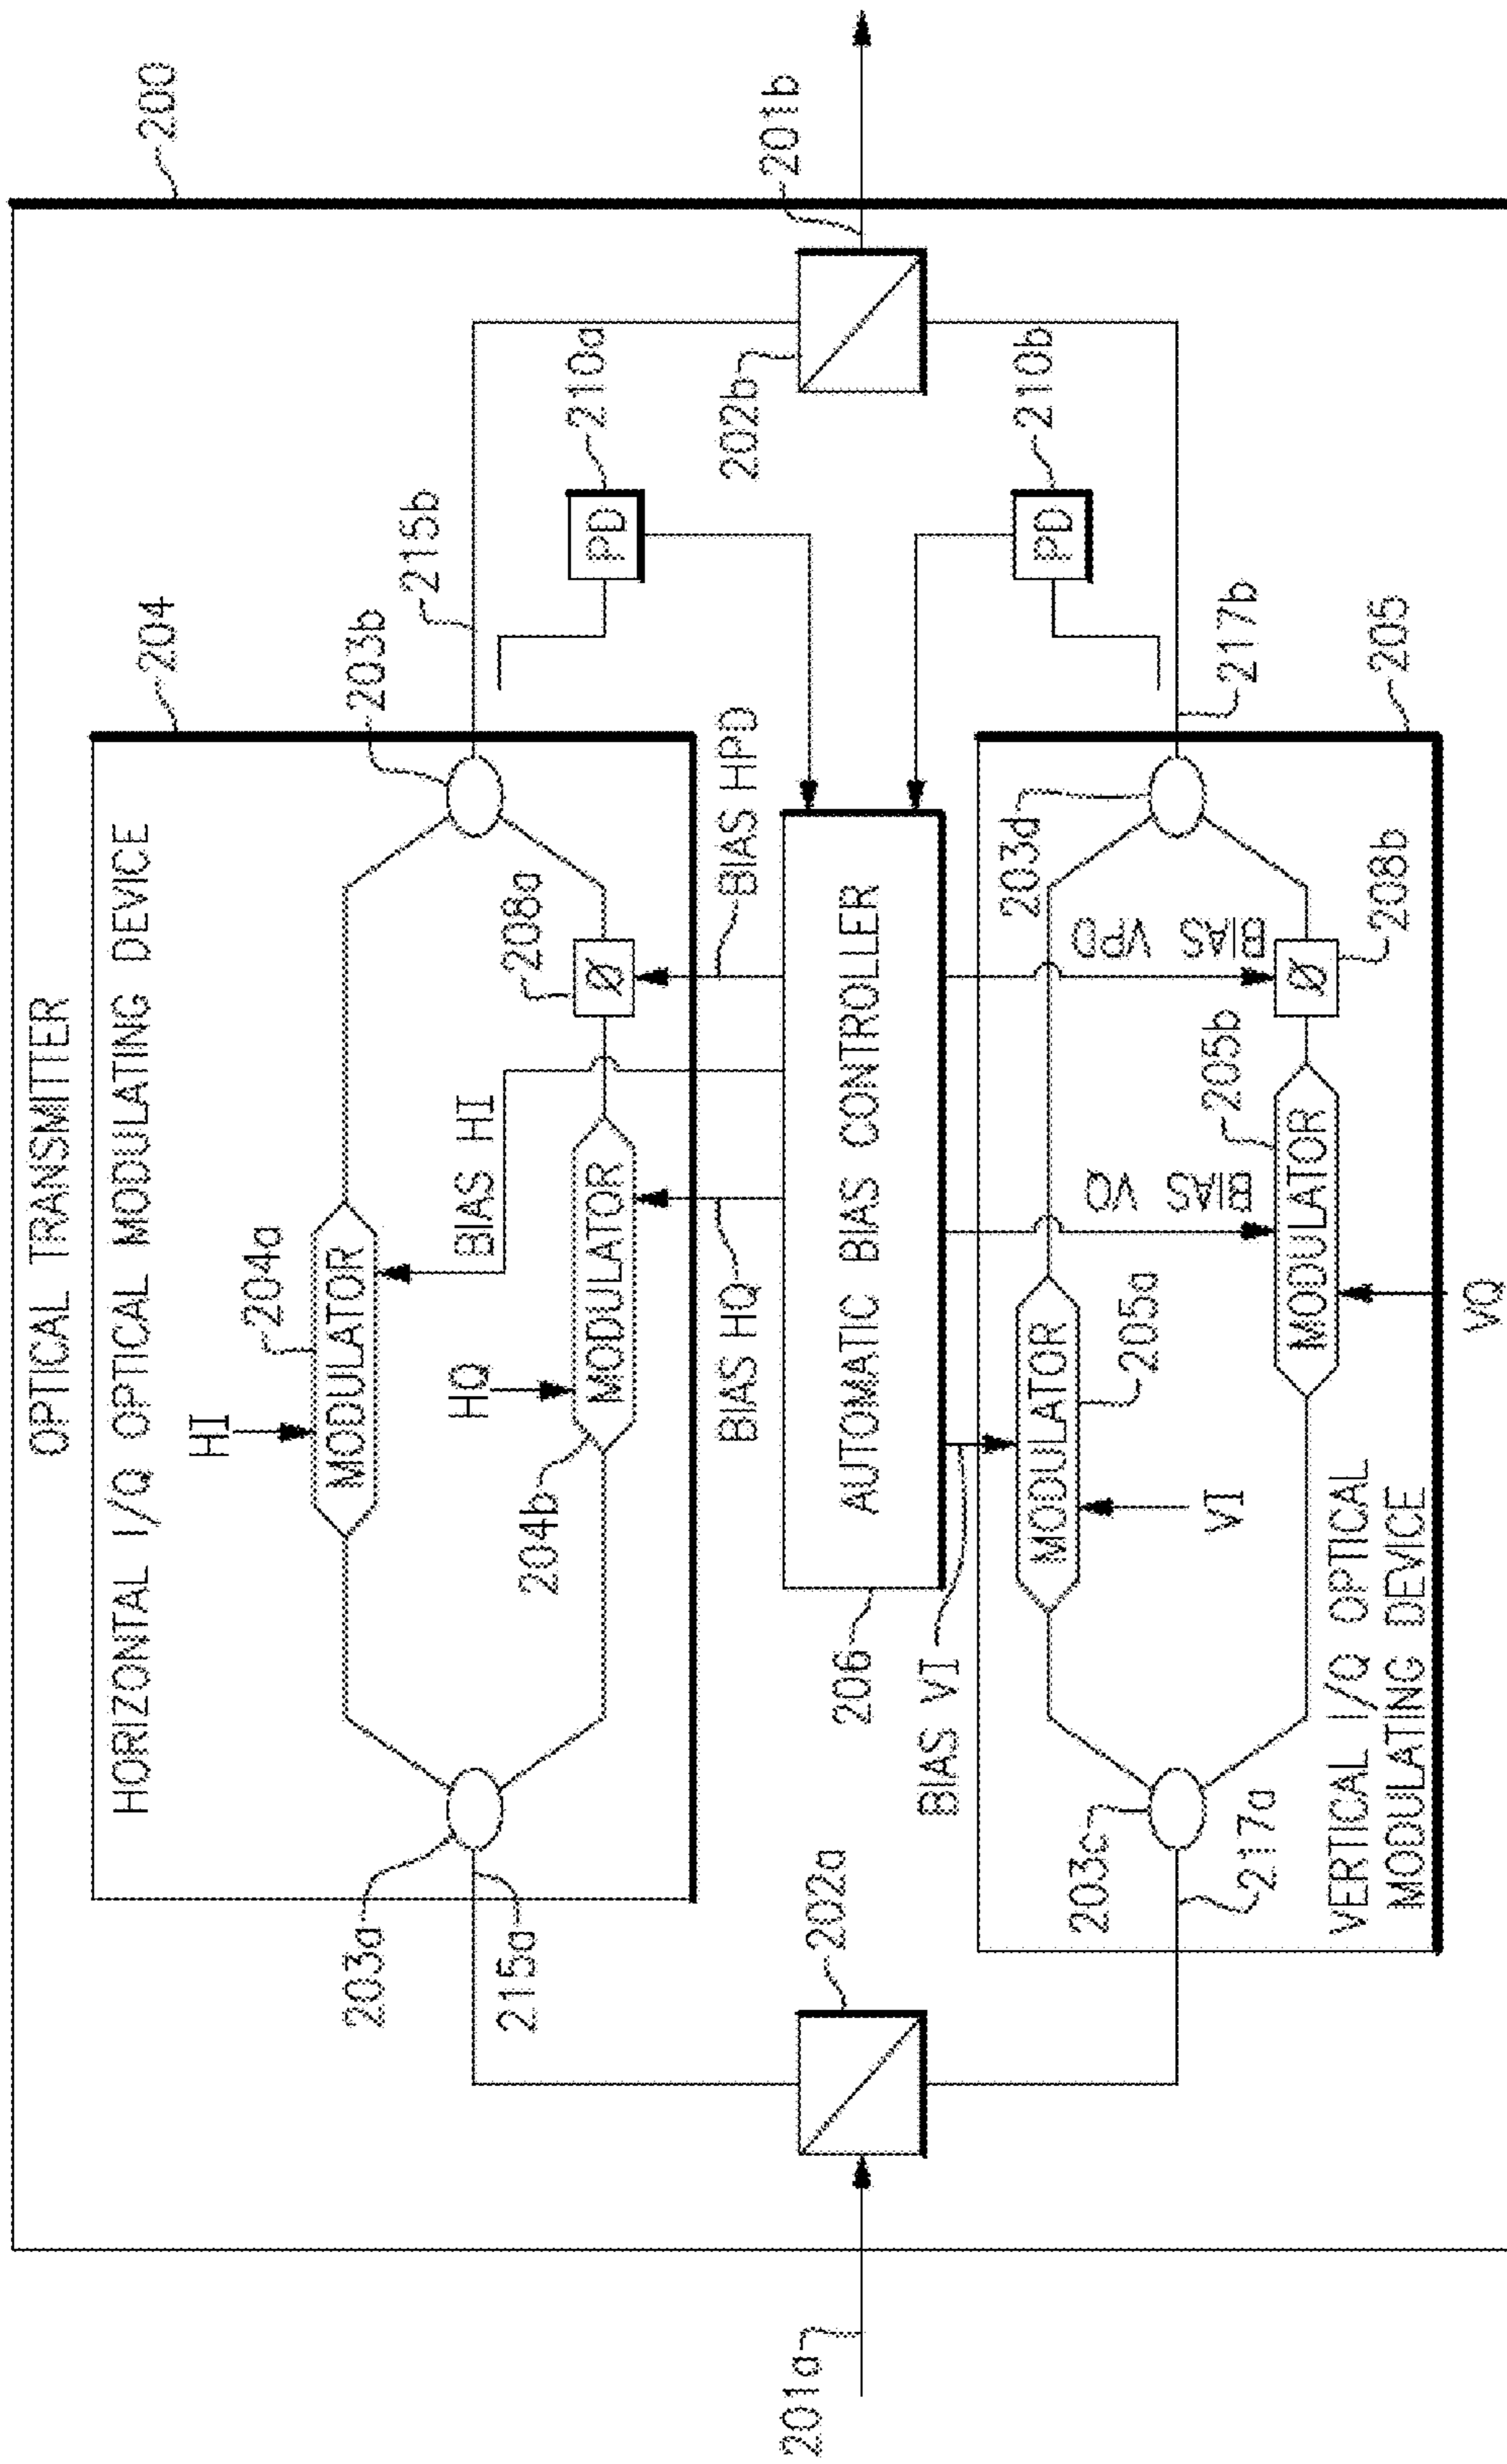 OPTICAL TRANSMITTER
200
HORIZONTAL I/Q OPTICAL MODULATING DEVICE
204
HI
204a
MODULATOR
203b
203a
215b
215a
BIAS HI
HQ
208a
204b
MODULATOR
Ø
210a
PD
BIAS HQ
BIAS HPD
202b
201b
201a
202a
206
AUTOMATIC BIAS CONTROLLER
BIAS VI
203d
210b
PD
MODULATOR
205a
203c
BIAS VQ
BIAS VPD
VI
217a
217b
205b
MODULATOR
Ø
VERTICAL I/Q OPTICAL
MODULATING DEVICE
208b
205
VQ